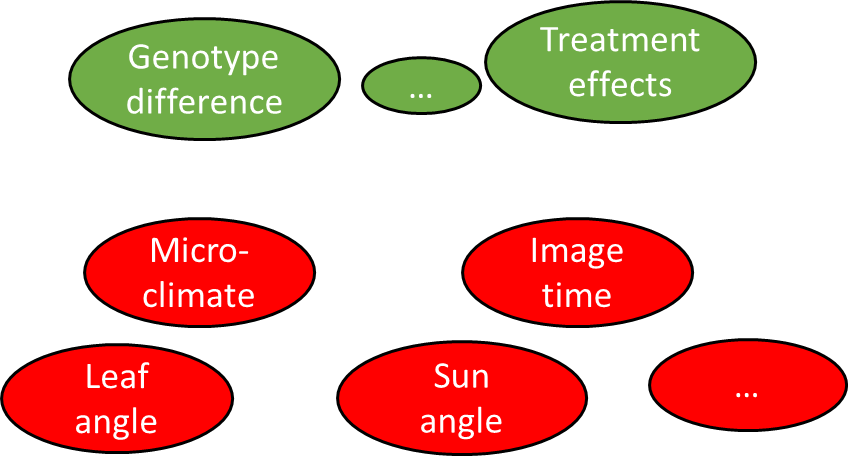 Genotype
difference
...
Treatment
effects
Micro-
climate
Image
time
Leaf
angle
Sun
angle
...